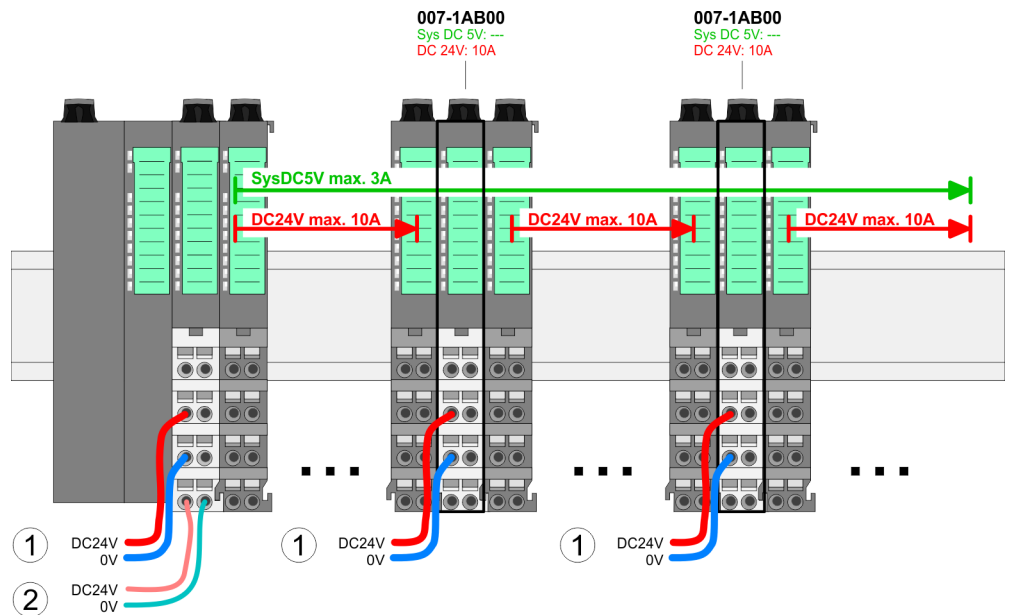 007-1AB00
Sys DC 5V: ---
DC 24V: 10A
007-1AB00
Sys DC 5V: ---
DC 24V: 10A
SysDC5V max. 3A
DC24V max. 10A
DC24V max. 10A
DC24V max. 10A
1
DC24V
0V
1
DC24V
0V
1
DC24V
0V
2
DC24V
0V